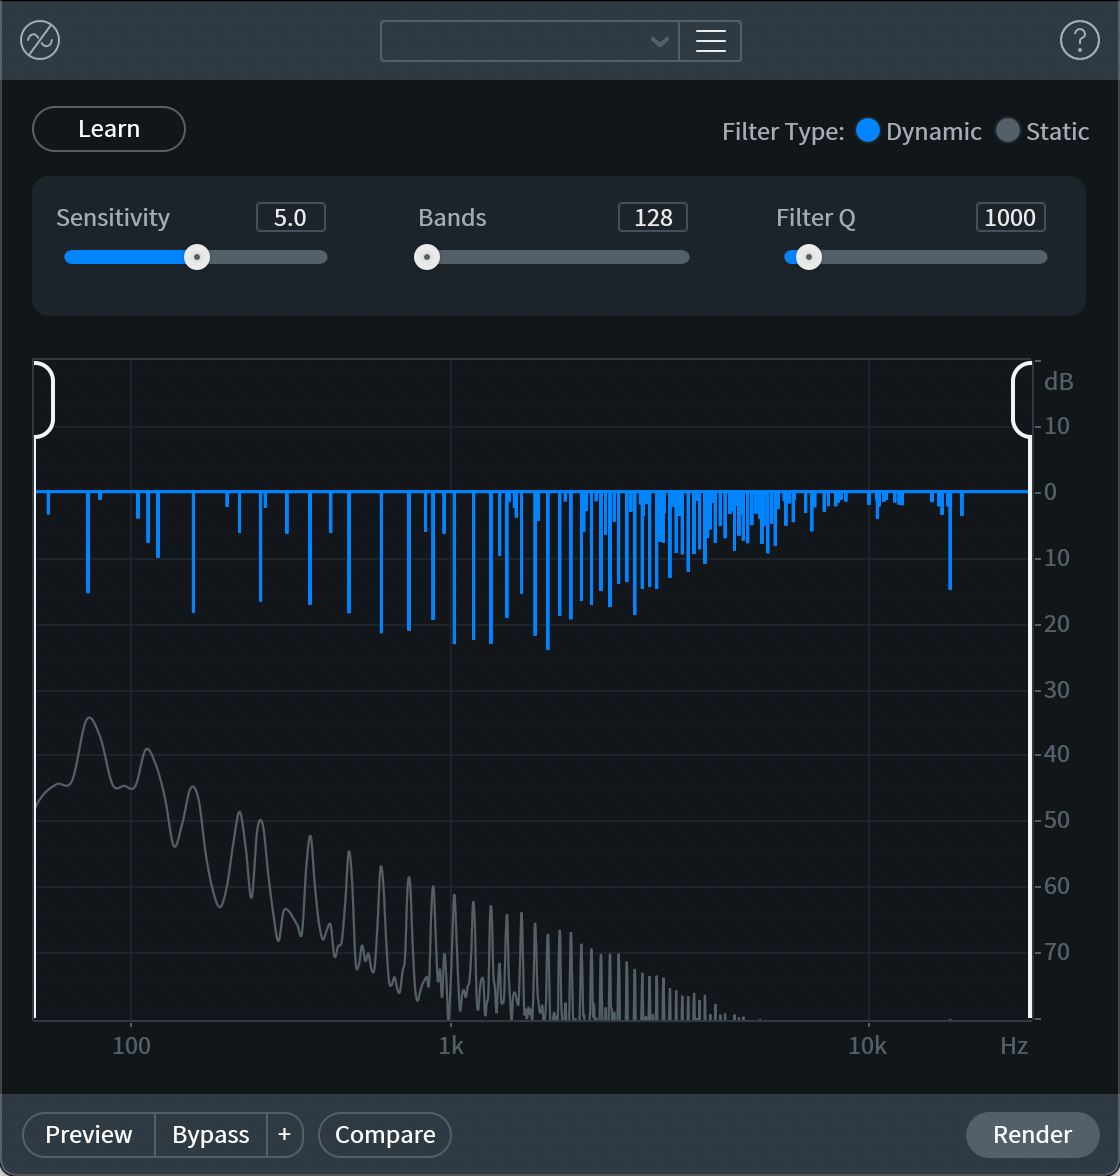 ?
Learn
Filter Type: Dynamic Static
Sensitivity 5.0 Bands 128 Filter Q 1000
dB
10
0
10
20
30
40
50
60
70
100 1k 10k Hz
Preview Bypass + Compare Render